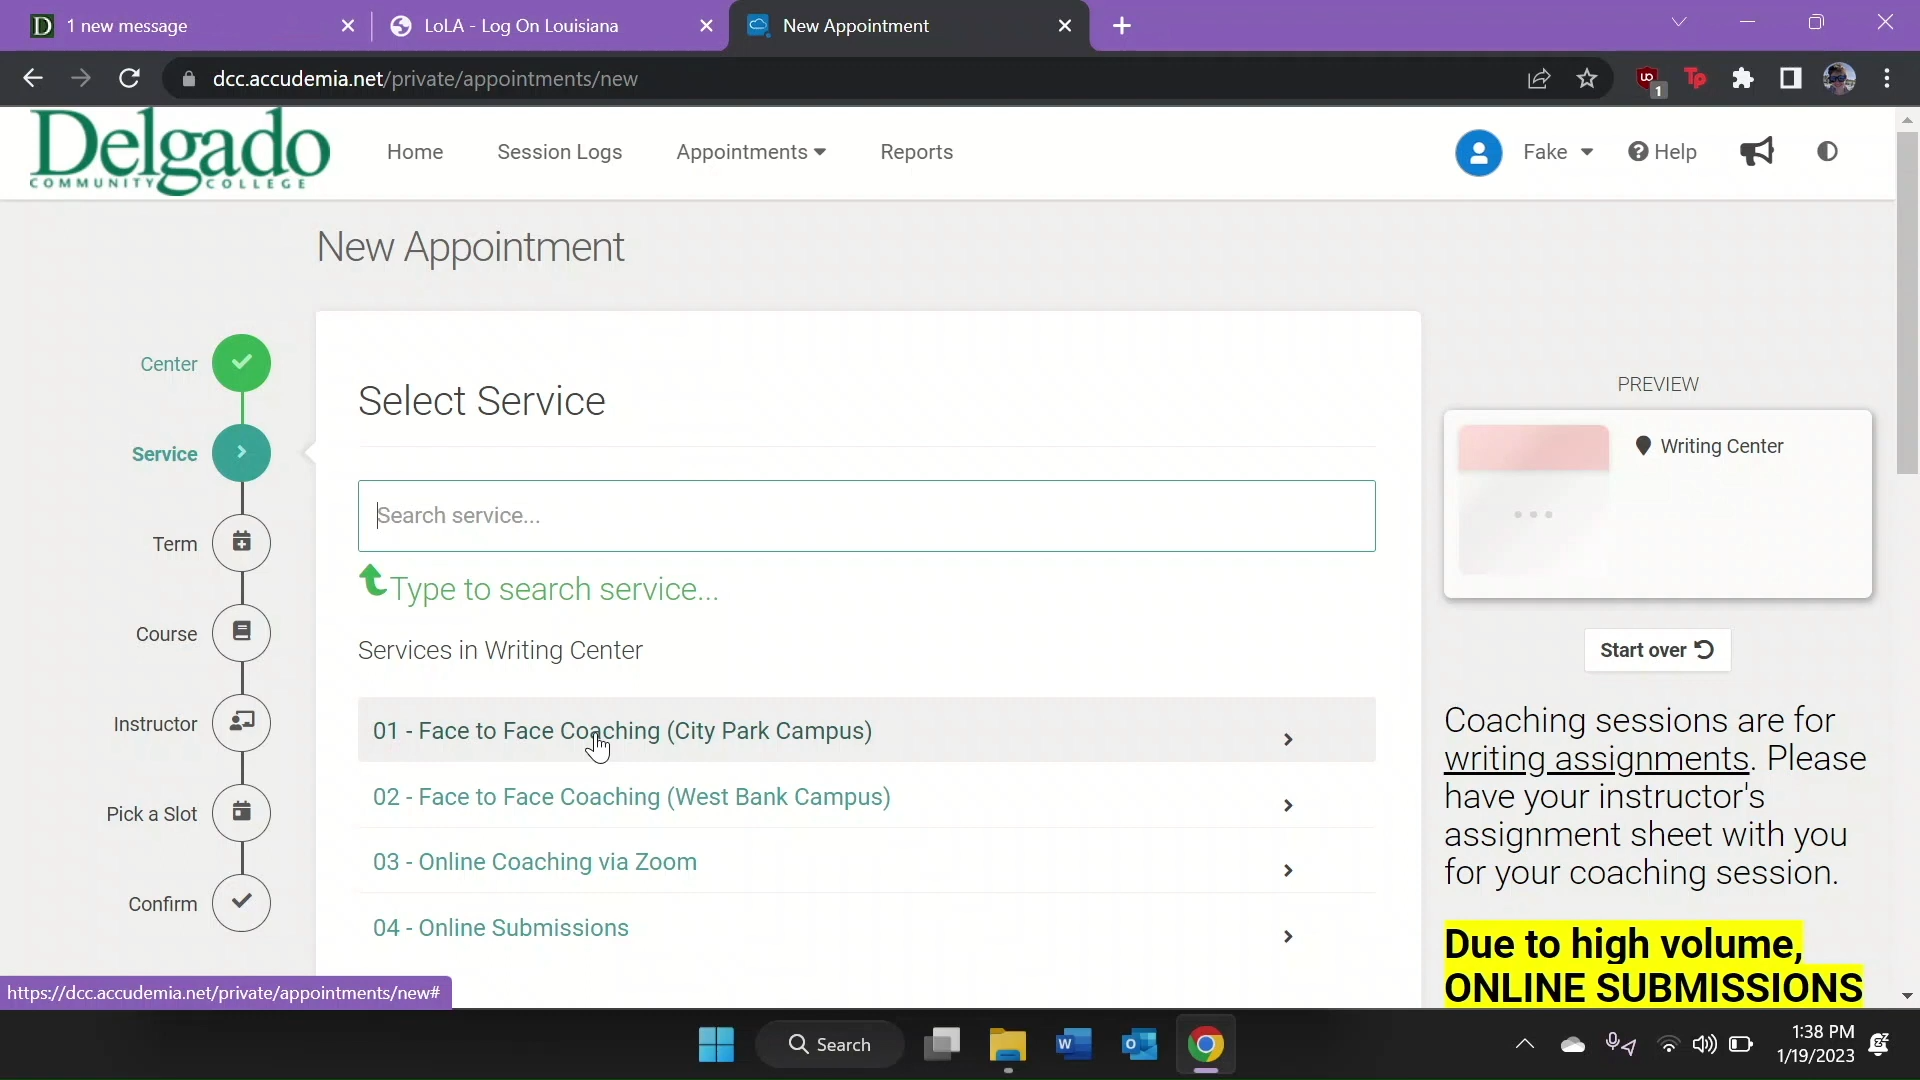 1 new message
LoLA - Log On Louisiana
New Appointment
dcc.accudemia.net/private/appointments/new
1
Delgado
COMMUNITY COLLEGE
Home
Session Logs
Appointments
Reports
Fake
Help
New Appointment
Center
Service
Term
Course
Instructor
Pick a Slot
Confirm
Select Service
Search service...
Type to search service...
Services in Writing Center
01 - Face to Face Coaching (City Park Campus)
02 - Face to Face Coaching (West Bank Campus)
03 - Online Coaching via Zoom
04 - Online Submissions
PREVIEW
Writing Center
Start over
Coaching sessions are for
writing assignments. Please
have your instructor's
assignment sheet with you
for your coaching session.
Due to high volume,
ONLINE SUBMISSIONS
https://dcc.accudemia.net/private/appointments/new#
Search
1:38 PM
1/19/2023